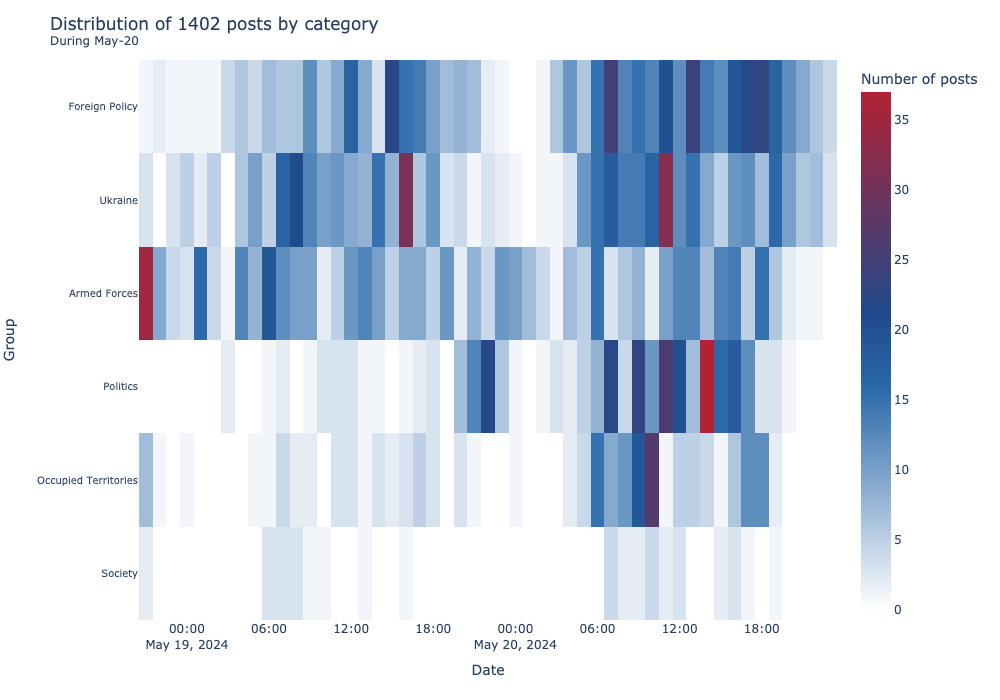 Distribution of 1402 posts by category
During May-20
Number of posts
Foreign Policy
Ukraine
Armed Forces
Politics
Occupied Territories
Society
Group
35
30
25
20
15
10
5
0
00:00
May 19, 2024
06:00
12:00
18:00
00:00
May 20, 2024
06:00
12:00
18:00
Date